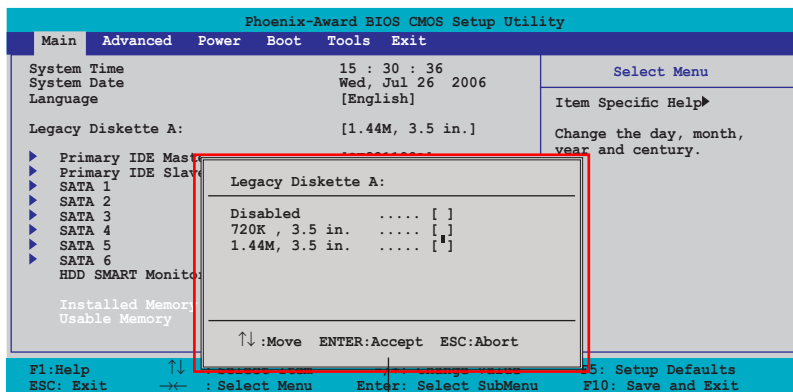 Phoenix-Award BIOS CMOS Setup Utility
Main Advanced Power Boot Tools Exit
System Time 15 : 30 : 36
System Date Wed, Jul 26 2006
Language [English]
Legacy Diskette A: [1.44M, 3.5 in.]
Primary IDE
Primary IDE
SATA 1
SATA 2
SATA 3
SATA 4
SATA 5
SATA 6
HDD SMART
Installed Memory
Usable Memory
Legacy Diskette A:
Disabled ..... [ ]
720K , 3.5 in. ..... [ ]
1.44M, 3.5 in. ..... [ ]
↑↓ :Move ENTER:Accept ESC:Abort
Select Menu
Item Specific Help▶
Change the day, month,
year and century.
F1:Help ↑↓ : Select Item -/+: Change Value F5: Setup Defaults
ESC: Exit →← : Select Menu Enter: Select SubMenu F10: Save and Exit